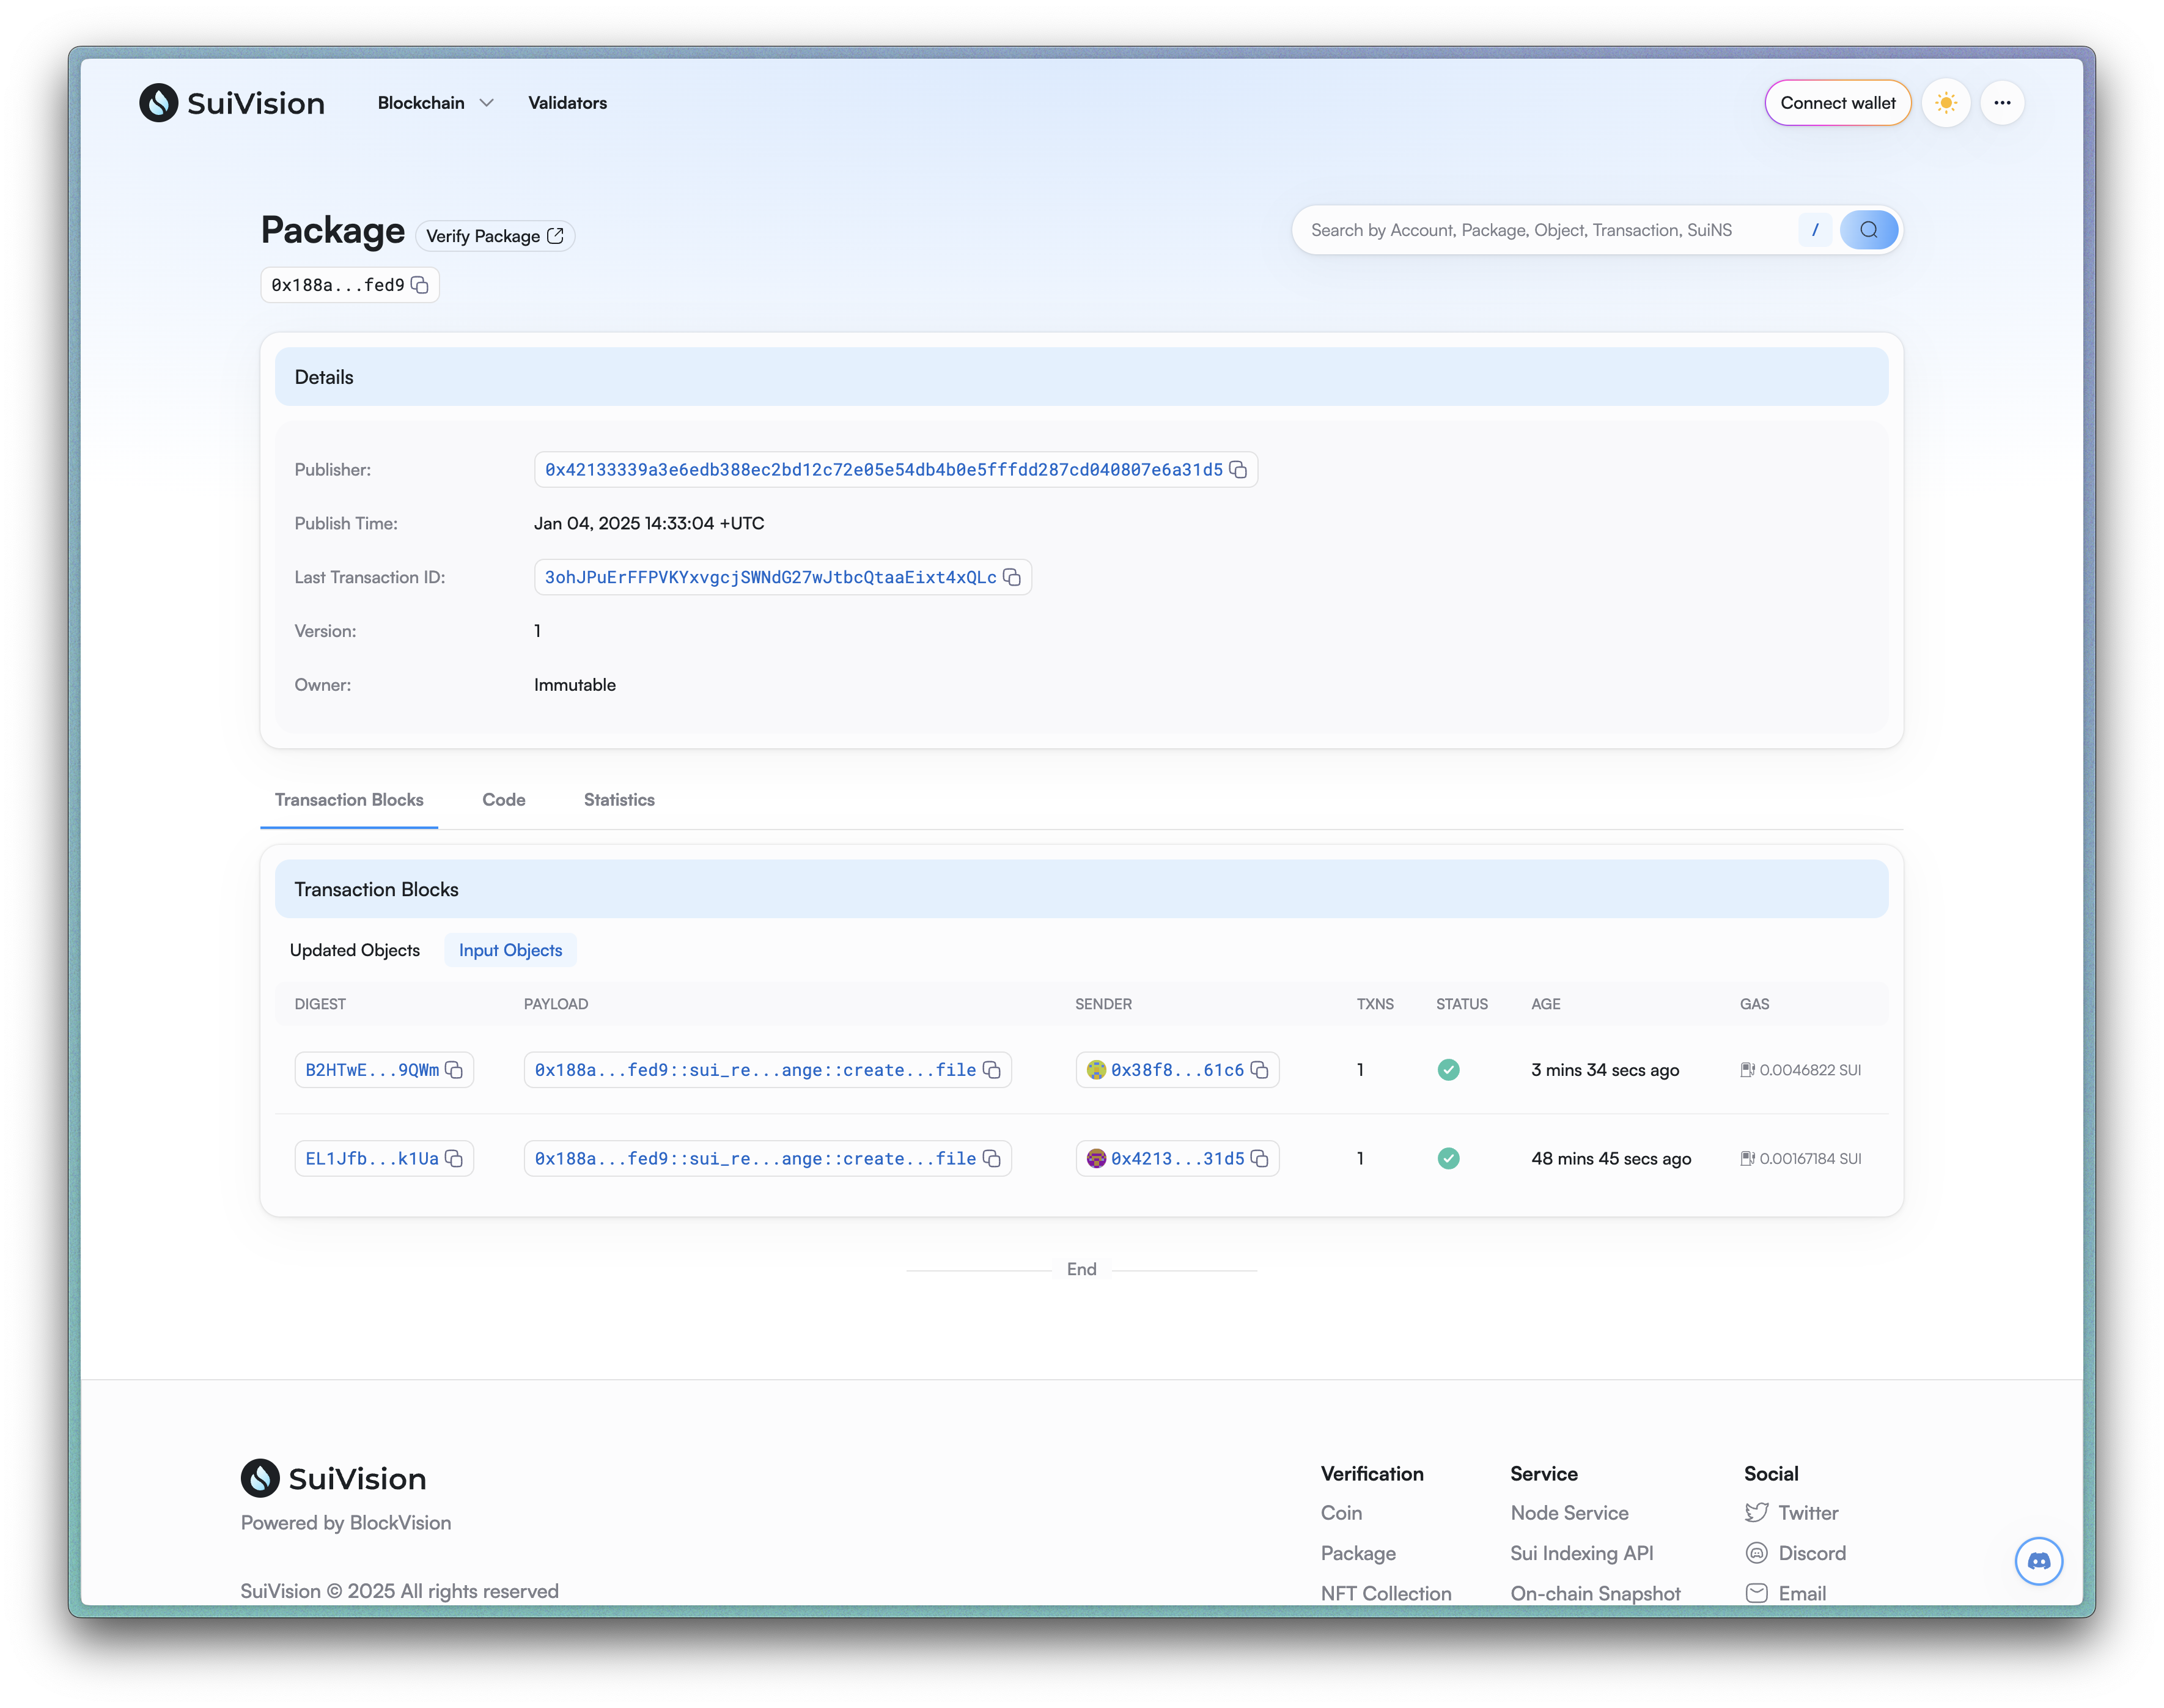 SuiVision
Blockchain
Validators
Connect wallet
Package
Verify Package
Search by Account, Package, Object, Transaction, SuiNS
/
0x188a...fed9
Details
Publisher:
0x42133339a3e6edb388ec2bd12c72e05e54db4b0e5fffdd287cd040807e6a31d5
Publish Time:
Jan 04, 2025 14:33:04 +UTC
Last Transaction ID:
3ohJPuErFFPVKYxvgcjSWNdG27wJtbcQtaaEixt4xQLc
Version:
1
Owner:
Immutable
Transaction Blocks
Code
Statistics
Transaction Blocks
Updated Objects
Input Objects
DIGEST PAYLOAD SENDER TXNS STATUS AGE GAS
B2HTwE...9QWm 0x188a...fed9::sui_re...ange::create...file 0x38f8...61c6 1 3 mins 34 secs ago 0.0046822 SUI
EL1Jfb...k1Ua 0x188a...fed9::sui_re...ange::create...file 0x4213...31d5 1 48 mins 45 secs ago 0.00167184 SUI
End
SuiVision
Powered by BlockVision
SuiVision © 2025 All rights reserved
Verification
Coin
Package
NFT Collection
Service
Node Service
Sui Indexing API
On-chain Snapshot
Social
Twitter
Discord
Email